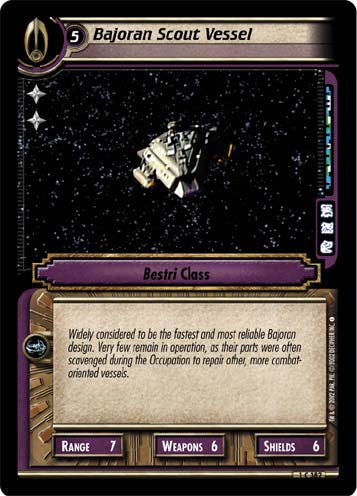 5 Bajoran Scout Vessel
Bestri Class
Widely considered to be the fastest and most reliable Bajoran
design. Very few remain in operation, as their parts were often
scavenged during the Occupation to repair other, more combat-
oriented vessels.
RANGE 7 WEAPONS 6 SHIELDS 6
1 C 142